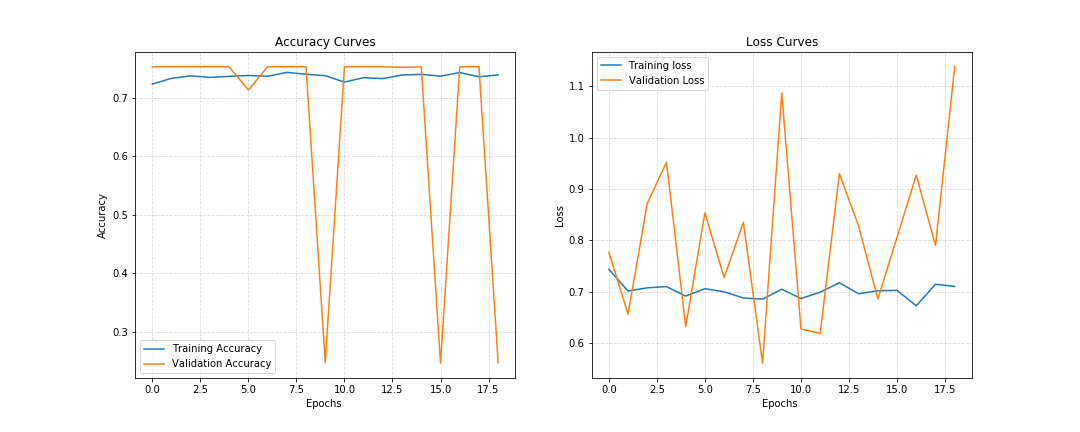 Accuracy Curves
Accuracy
0.7
0.6
0.5
0.4
0.3
Training Accuracy
Validation Accuracy
0.0 2.5 5.0 7.5 10.0 12.5 15.0 17.5
Epochs
Loss Curves
Loss
Training loss
Validation Loss
1.1
1.0
0.9
0.8
0.7
0.6
0.0 2.5 5.0 7.5 10.0 12.5 15.0 17.5
Epochs